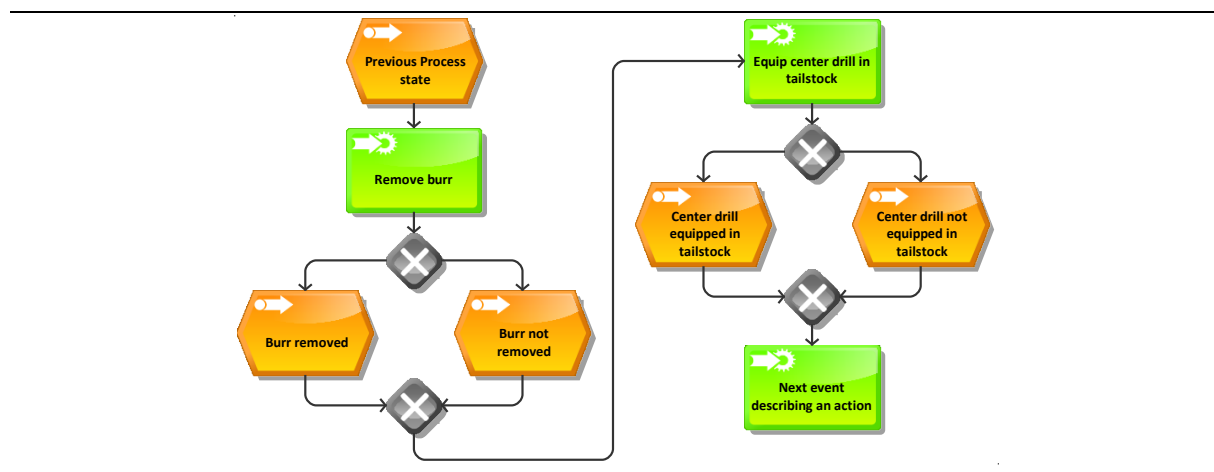 Previous Process
state
Remove burr
Burr removed
Burr not
removed
Equip center drill in
tailstock
Center drill
equipped in
tailstock
Center drill not
equipped in
tailstock
Next event
describing an action